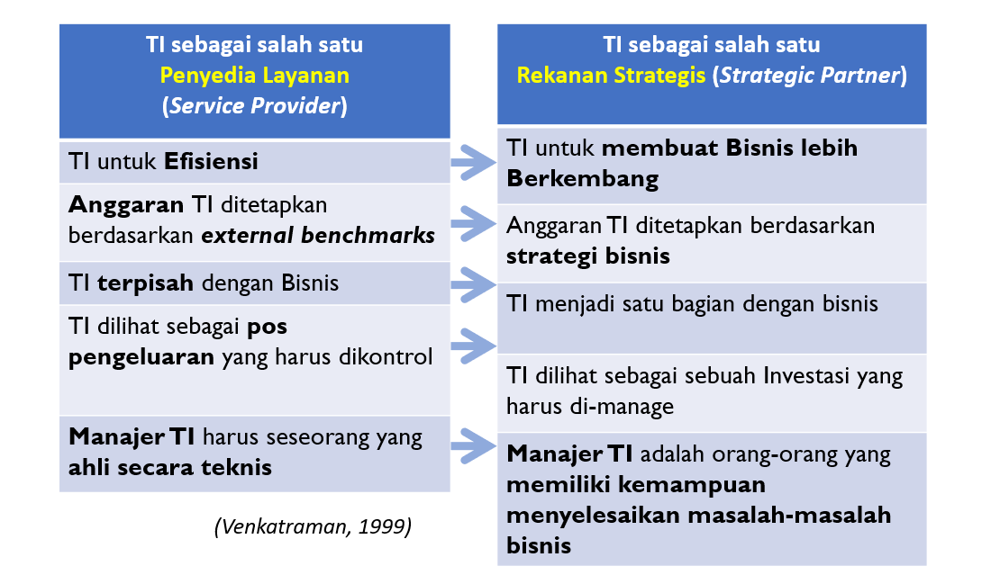 TI sebagai salah satu
Penyedia Layanan
(Service Provider)
TI untuk Efisiensi
Anggaran TI ditetapkan
berdasarkan external benchmarks
TI terpisah dengan Bisnis
TI dilihat sebagai pos
pengeluaran yang harus dikontrol
Manajer TI harus seseorang yang
ahli secara teknis
(Venkatraman, 1999)
TI sebagai salah satu
Rekanan Strategis (Strategic Partner)
TI untuk membuat Bisnis lebih
Berkembang
Anggaran TI ditetapkan berdasarkan
strategi bisnis
TI menjadi satu bagian dengan bisnis
TI dilihat sebagai sebuah Investasi yang
harus di-manage
Manajer TI adalah orang-orang yang
memiliki kemampuan
menyelesaikan masalah-masalah
bisnis